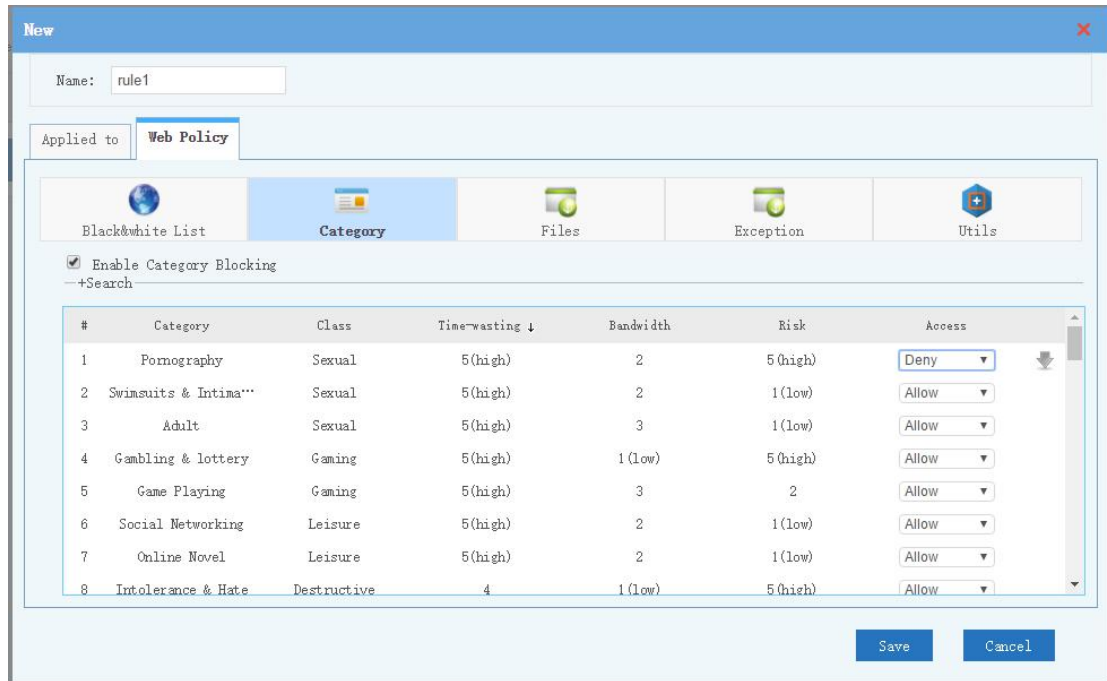 New
Name: rule1
Applied to Web Policy
Black&white List Category Files Exception Utils
Enable Category Blocking
+Search
# Category Class Time-wasting ↓ Bandwidth Risk Access
1 Pornography Sexual 5(high) 2 5(high) Deny
2 Swimsuits & Intima… Sexual 5(high) 2 1(low) Allow
3 Adult Sexual 5(high) 3 1(low) Allow
4 Gambling & lottery Gaming 5(high) 1(low) 5(high) Allow
5 Game Playing Gaming 5(high) 3 2 Allow
6 Social Networking Leisure 5(high) 2 1(low) Allow
7 Online Novel Leisure 5(high) 2 1(low) Allow
8 Intolerance & Hate Destructive 4 1(low) 5(high) Allow
Save Cancel